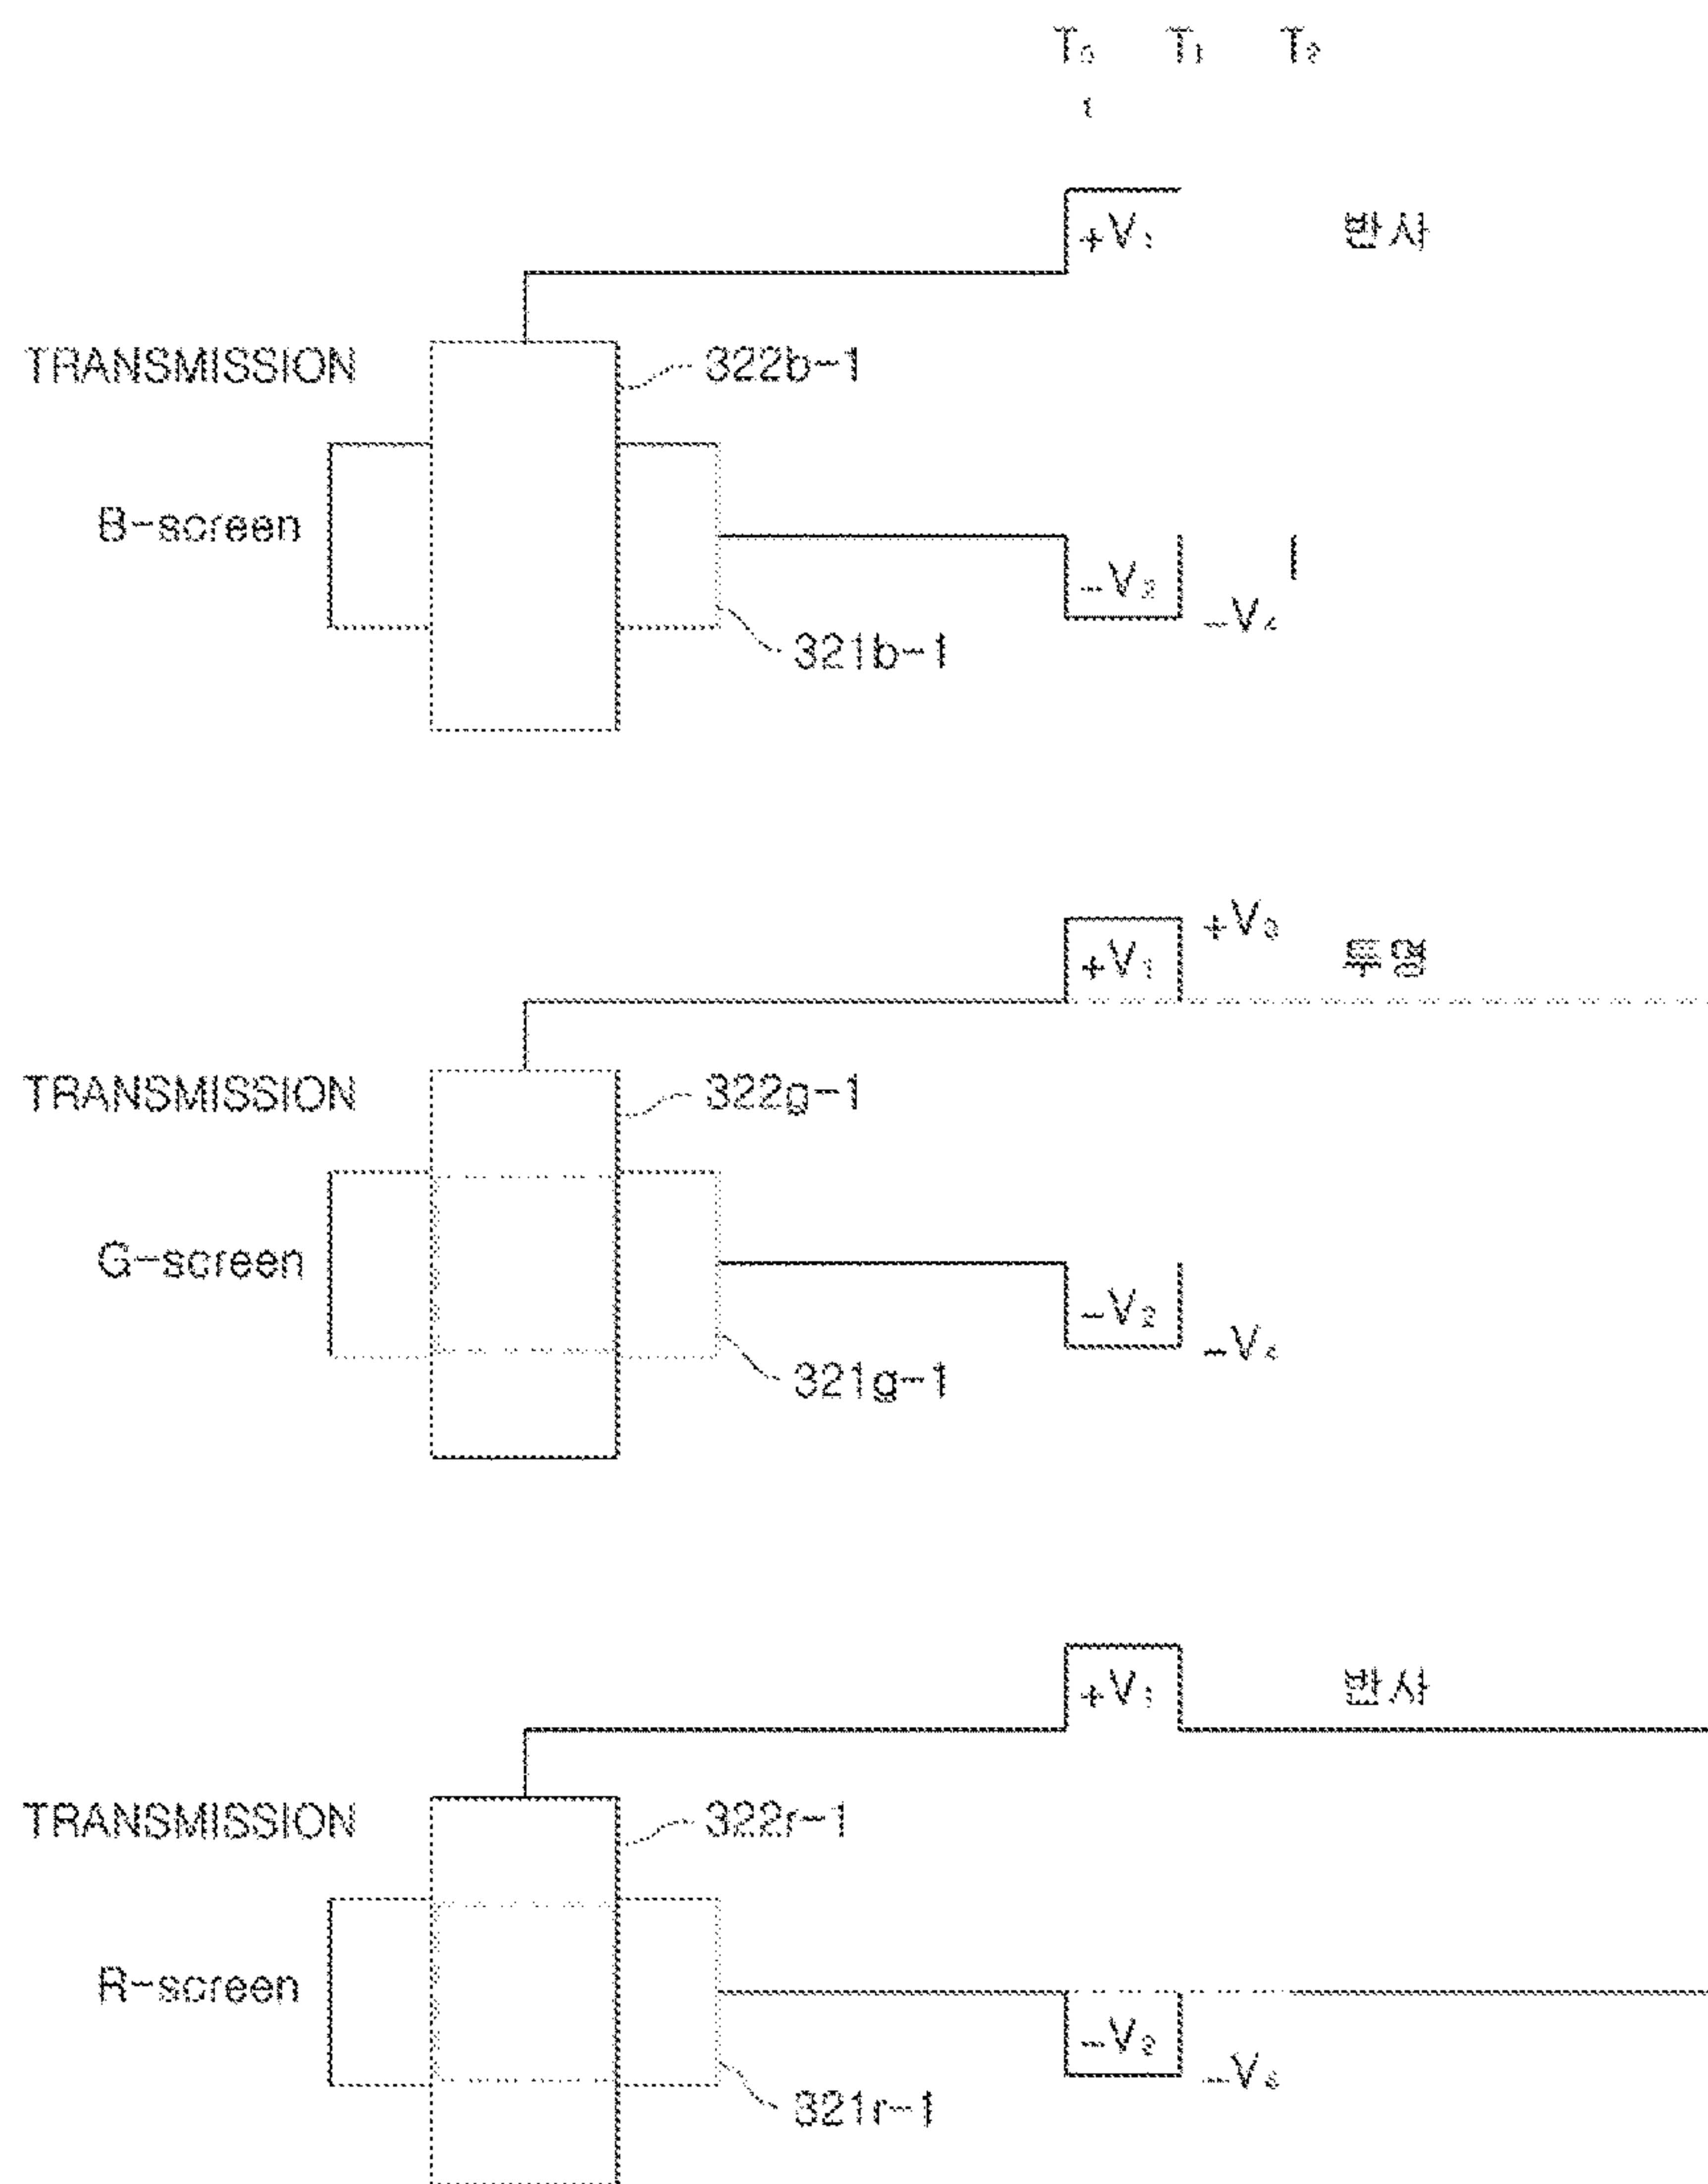 T₀ T₁ T₂
+V₁ 반사
TRANSMISSION
322b-1
B-screen
-V₂
-V₄
321b-1
+V₃
+V₁ 투명
TRANSMISSION
322g-1
G-screen
-V₂
-V₄
321g-1
+V₁ 반사
TRANSMISSION
322r-1
R-screen
-V₂
321r-1